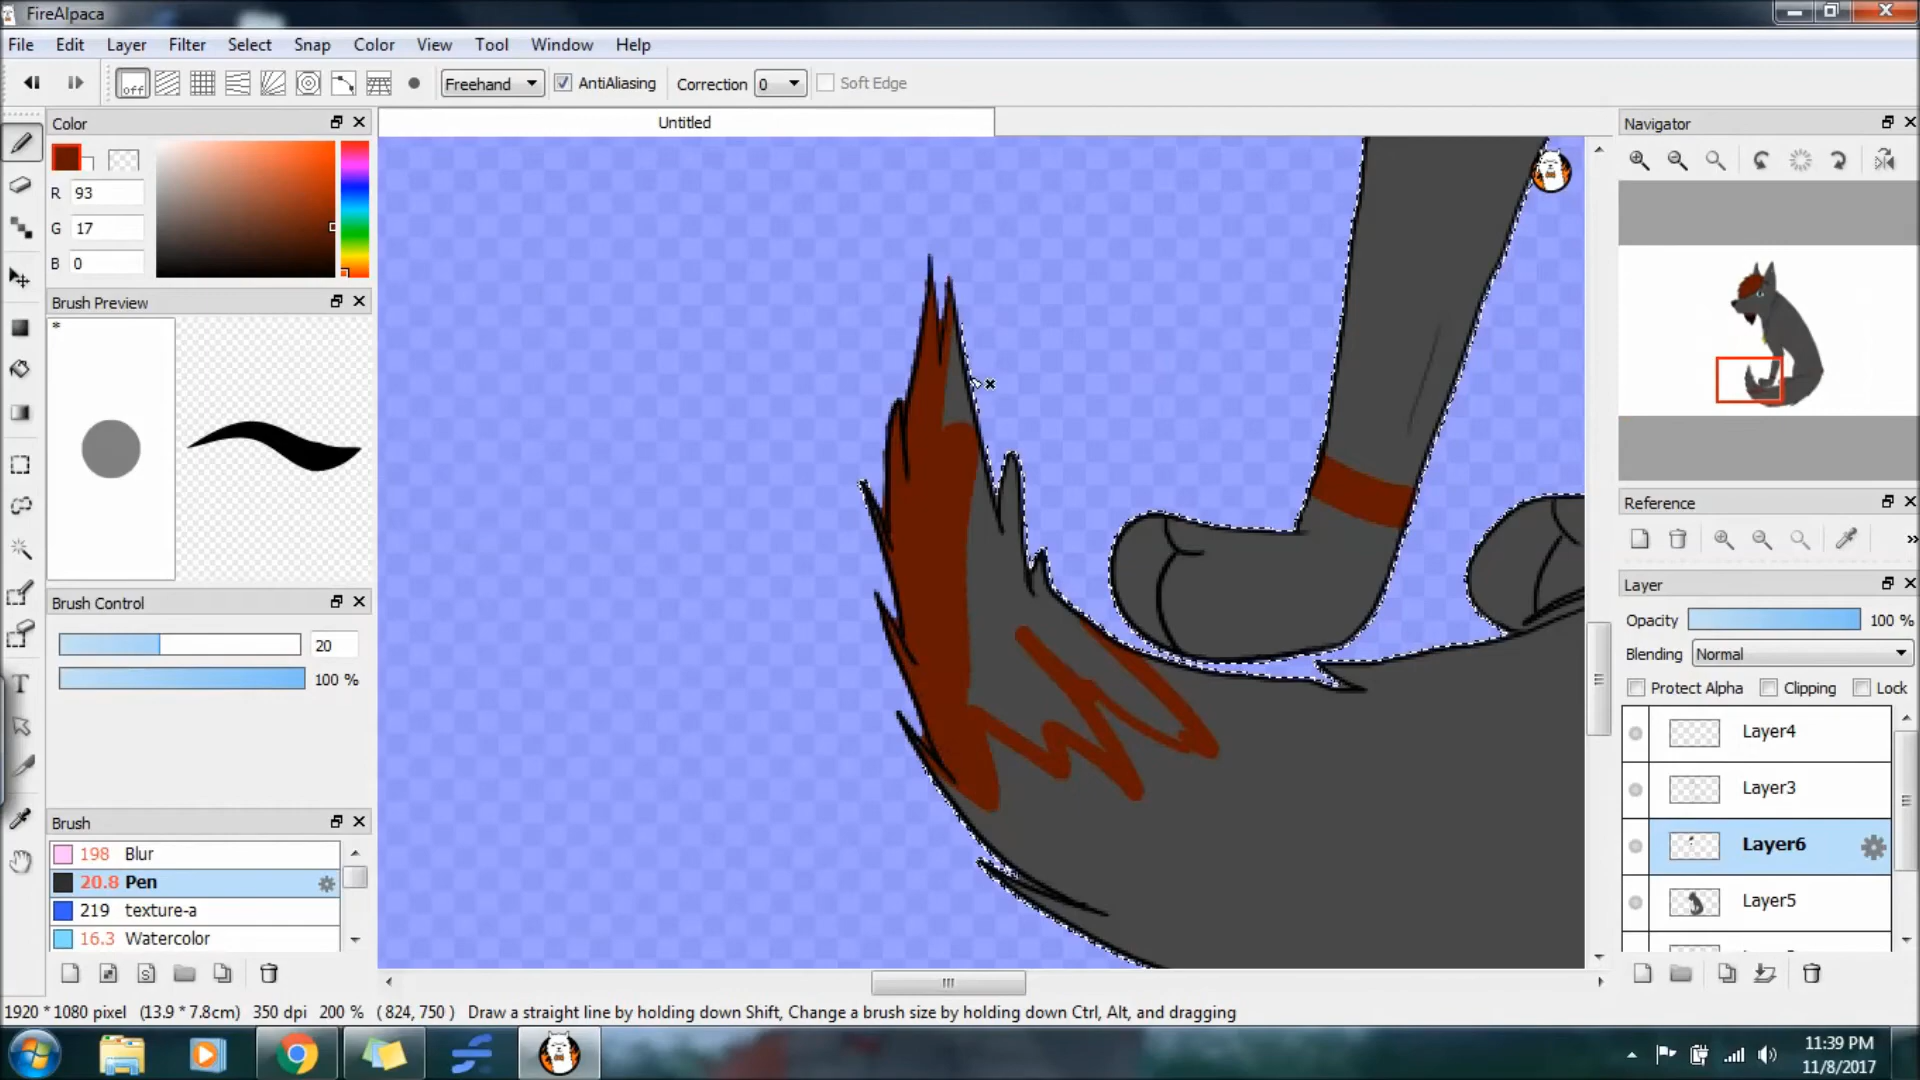 FireAlpaca
File Edit Layer Filter Select Snap Color View Tool Window Help
off Freehand AntiAliasing Correction 0 Soft Edge
Color
Untitled
Navigator
R 93
G 17
B 0
Brush Preview
*
Reference
Brush Control
20
100 %
Layer
Opacity 100 %
Blending Normal
Protect Alpha Clipping Lock
Layer4
Layer3
Layer6
Layer5
Brush
198 Blur
20.8 Pen
219 texture-a
16.3 Watercolor
1920 * 1080 pixel (13.9 * 7.8cm) 350 dpi 200 % ( 824, 750 ) Draw a straight line by holding down Shift, Change a brush size by holding down Ctrl, Alt, and dragging
11:39 PM
11/8/2017